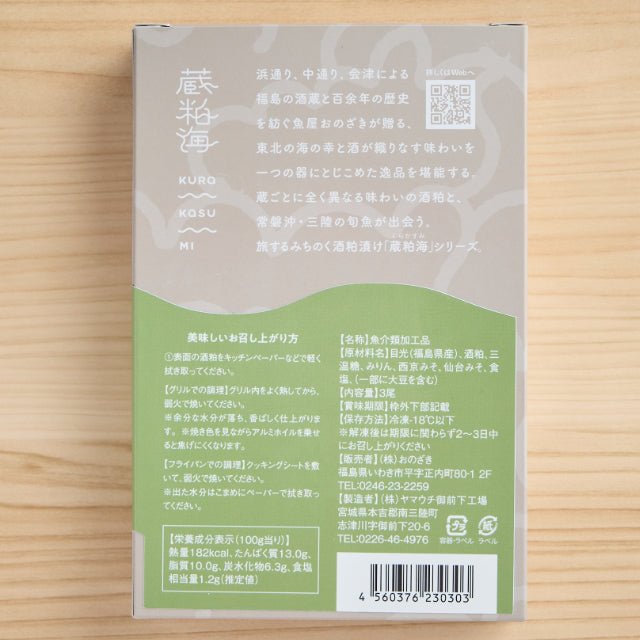 蔵粕海
KURA
KASU
MI
浜通り、中通り、会津による
福島の酒蔵と百余年の歴史
を紡ぐ魚屋おのざきが贈る、
東北の海の幸と酒が織りなす味わいを
一つの器にとじこめた逸品を堪能する。
蔵ごとに全く異なる味わいの酒粕と、
常磐沖・三陸の旬魚が出会う。
くらかすみ
旅するみちのく酒粕漬け「蔵粕海」シリーズ。
詳しくはWebへ
美味しいお召し上がり方
①表面の酒粕をキッチンペーパーなどで軽く
拭き取ってください。
【グリルでの調理】グリル内をよく熱してから、
弱火で焼いてください。
※余分な水分が落ち、香ばしく仕上がりま
す。 ※焼き色を見ながらアルミホイルを乗せ
ると焦げにくくなります。
【フライパンでの調理】クッキングシートを敷
いて、弱火で焼いてください。
※出た水分はこまめにペーパーで拭き取っ
てください。
【栄養成分表示(100g当り)】
熱量182kcal、たんぱく質13.0g、
脂質10.0g、炭水化物6.3g、食塩
相当量1.2g(推定値)
【名称】魚介類加工品
【原材料名】目光(福島県産)、酒粕、三
温糖、みりん、西京みそ、仙台みそ、食
塩、(一部に大豆を含む)
【内容量】3尾
【賞味期限】枠外下部記載
【保存方法】冷凍-18℃以下
※解凍後は期限に関わらず2〜3日中
にお召し上がりください
【販売者】(株)おのざき
福島県いわき市平字正内町80-1 2F
TEL:0246-23-2259
【製造者】(株)ヤマウチ御前下工場
宮城県本吉郡南三陸町
志津川字御前下20-6
TEL:0226-46-4976
プラ
容器・ラベル
紙
ラベル
4 560376 230303